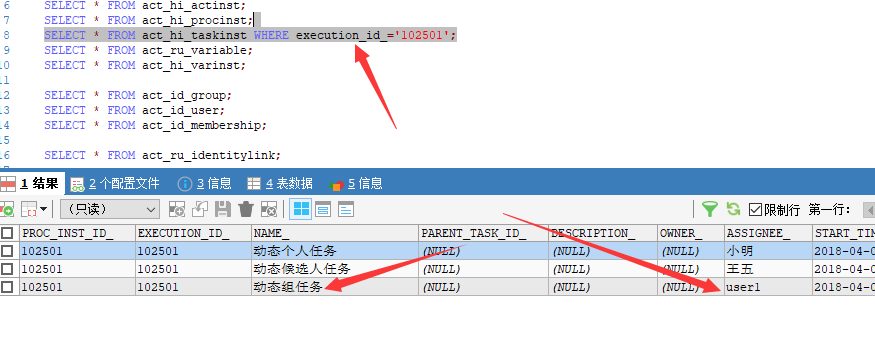 6 SELECT * FROM act_hi_actinst;
7 SELECT * FROM act_hi_procinst;
8 SELECT * FROM act_hi_taskinst WHERE execution_id_='102501';
9 SELECT * FROM act_ru_variable;
10 SELECT * FROM act_hi_varinst;
11
12 SELECT * FROM act_id_group;
13 SELECT * FROM act_id_user;
14 SELECT * FROM act_id_membership;
15
16 SELECT * FROM act_ru_identitylink;
1 结果 2 个配置文件 3 信息 4 表数据 5 信息
(只读) 限制行 第一行:
PROC_INST_ID_ EXECUTION_ID_ NAME_ PARENT_TASK_ID_ DESCRIPTION_ OWNER_ ASSIGNEE_ START_TIM
102501 102501 动态个人任务 (NULL) (NULL) (NULL) 小明 2018-04-0
102501 102501 动态候选人任务 (NULL) (NULL) (NULL) 王五 2018-04-0
102501 102501 动态组任务 (NULL) (NULL) (NULL) user1 2018-04-0